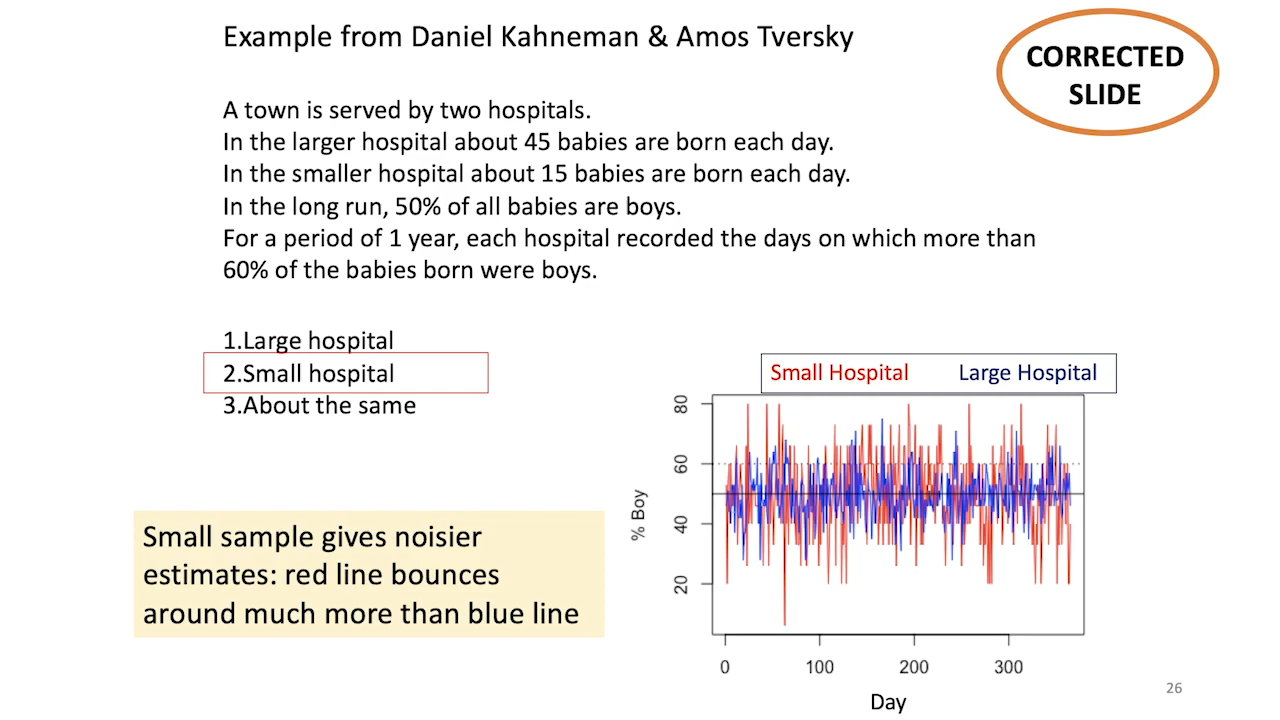 Example from Daniel Kahneman & Amos Tversky
CORRECTED
SLIDE
A town is served by two hospitals.
In the larger hospital about 45 babies are born each day.
In the smaller hospital about 15 babies are born each day.
In the long run, 50% of all babies are boys.
For a period of 1 year, each hospital recorded the days on which more than
60% of the babies born were boys.
1.Large hospital
2.Small hospital
3.About the same
Small Hospital Large Hospital
80
60
40
20
% Boy
0 100 200 300
Day
Small sample gives noisier
estimates: red line bounces
around much more than blue line
26